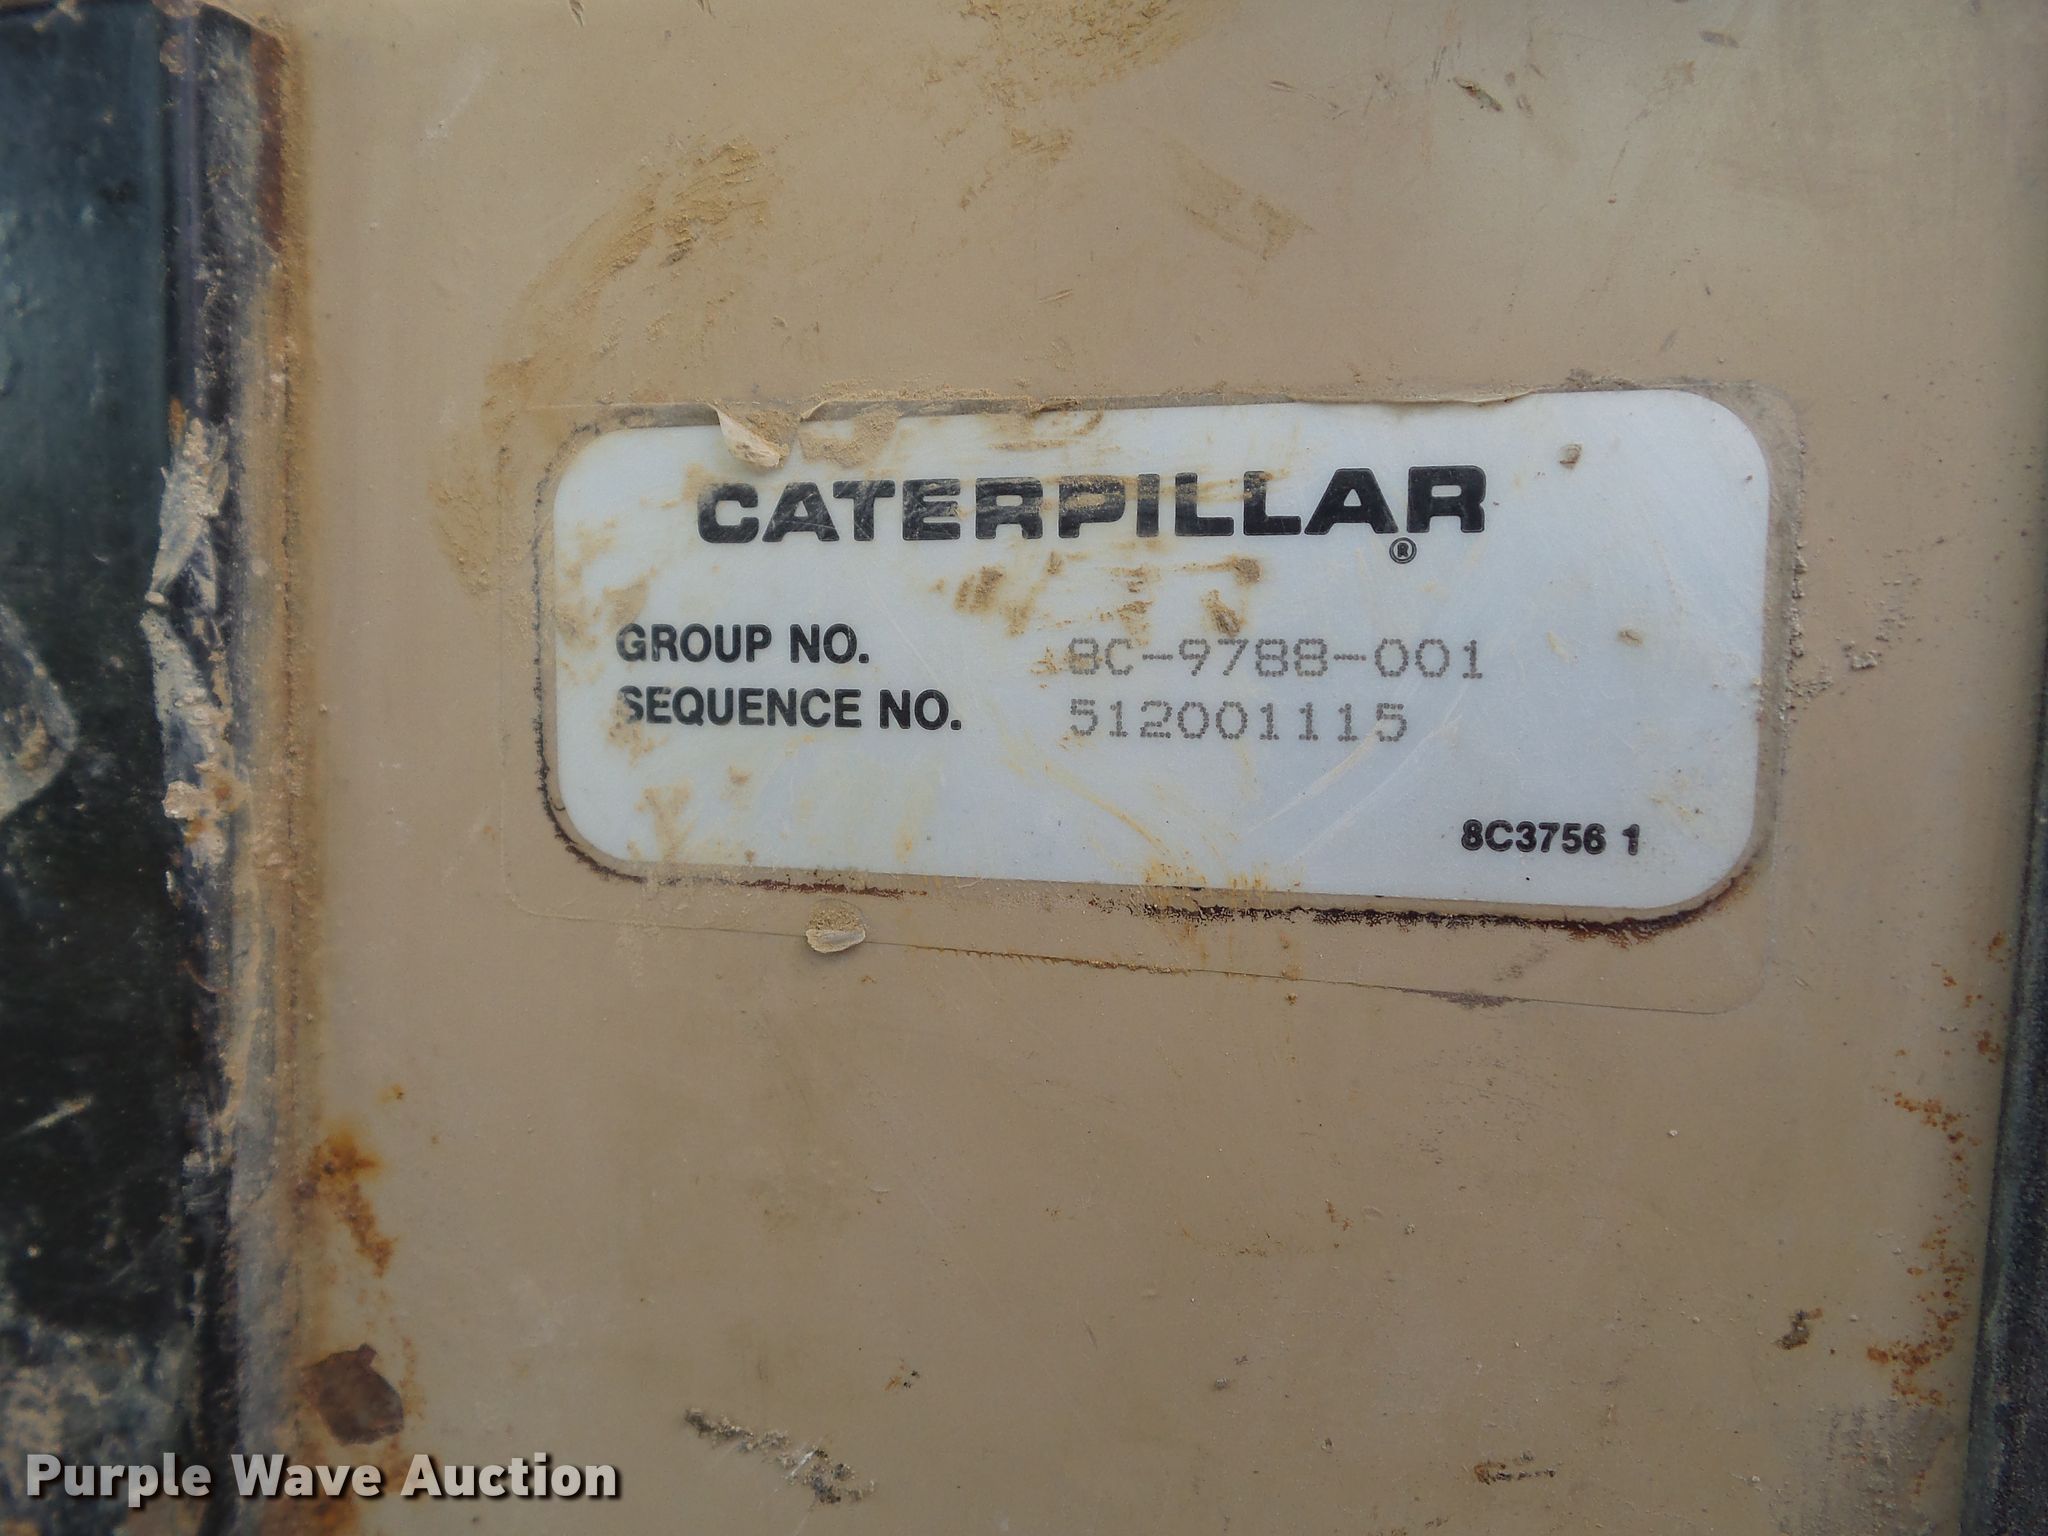 CATERPILLAR
®
GROUP NO. 8C-9788-001
SEQUENCE NO. 512001115
8C3756 1
Purple Wave Auction